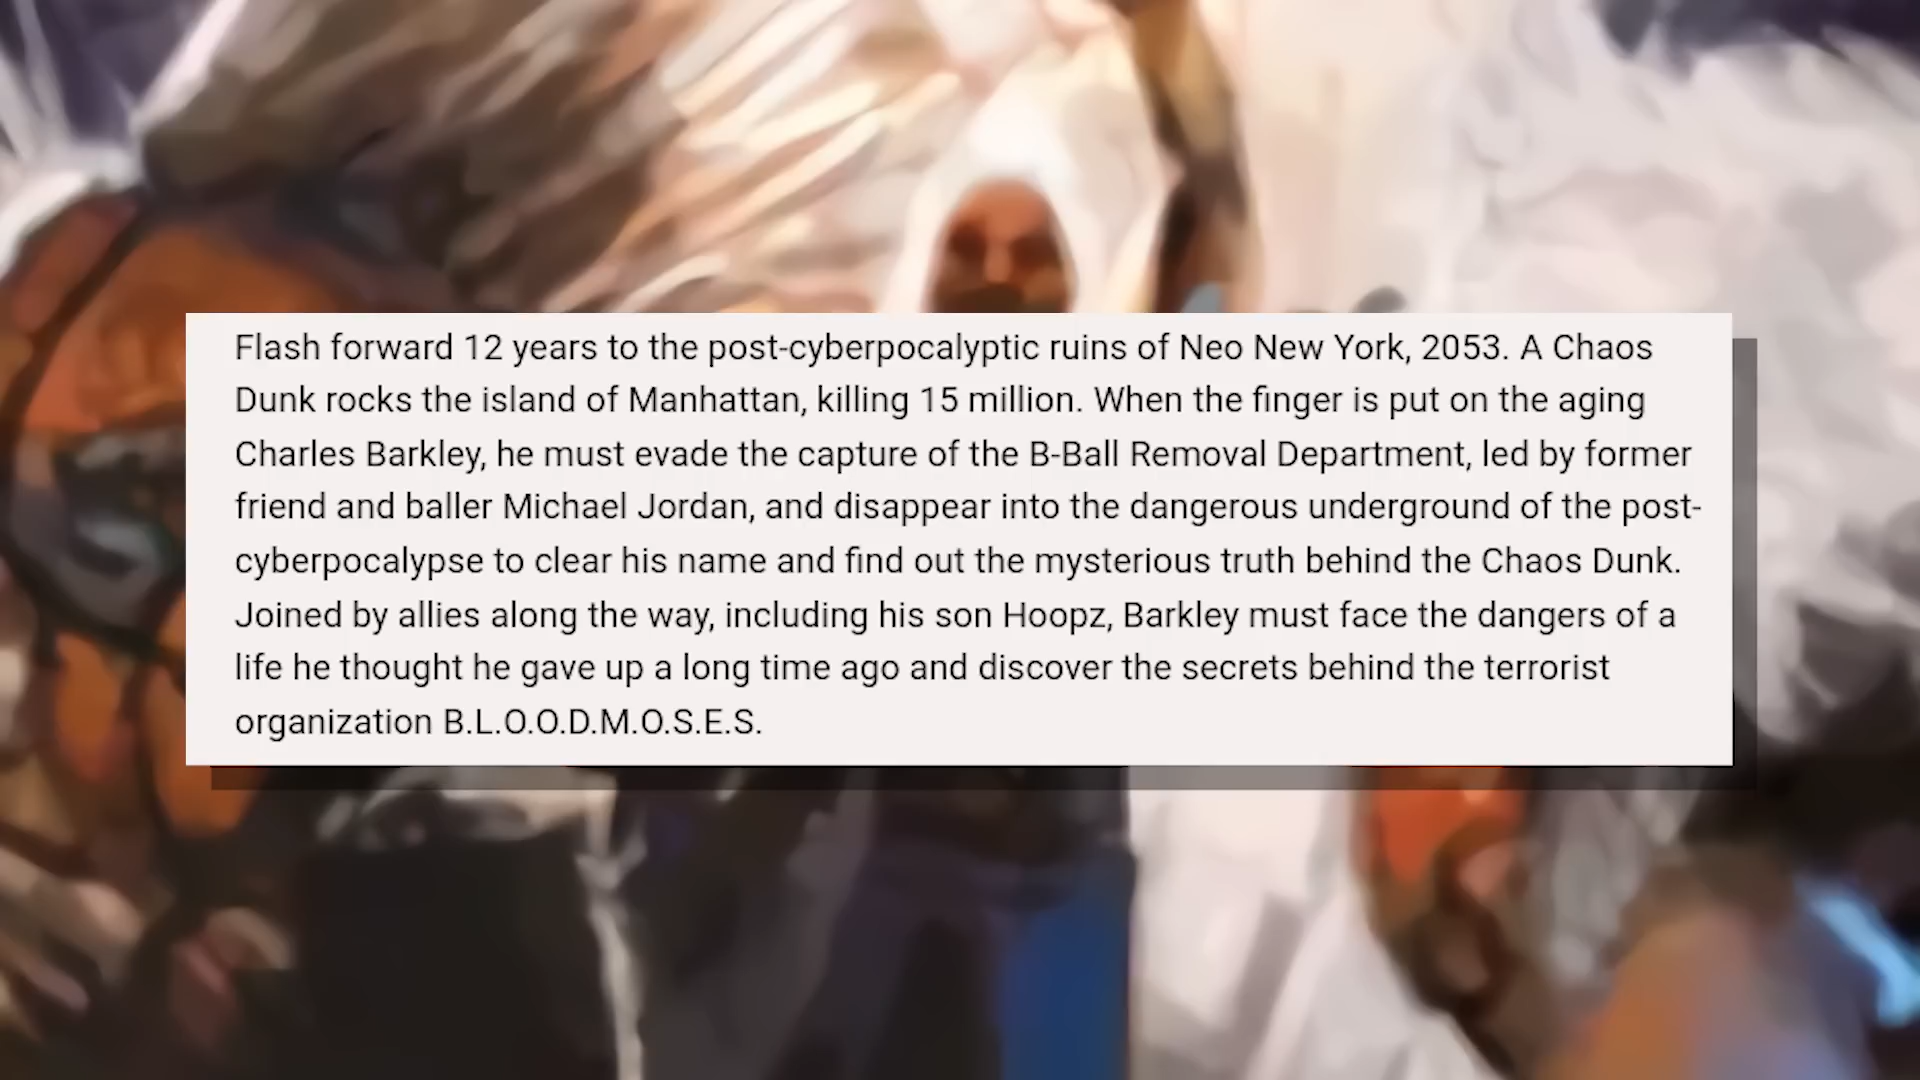 Flash forward 12 years to the post-cyberpocalyptic ruins of Neo New York, 2053. A Chaos
Dunk rocks the island of Manhattan, killing 15 million. When the finger is put on the aging
Charles Barkley, he must evade the capture of the B-Ball Removal Department, led by former
friend and baller Michael Jordan, and disappear into the dangerous underground of the post-
cyberpocalypse to clear his name and find out the mysterious truth behind the Chaos Dunk.
Joined by allies along the way, including his son Hoopz, Barkley must face the dangers of a
life he thought he gave up a long time ago and discover the secrets behind the terrorist
organization B.L.O.O.D.M.O.S.E.S.